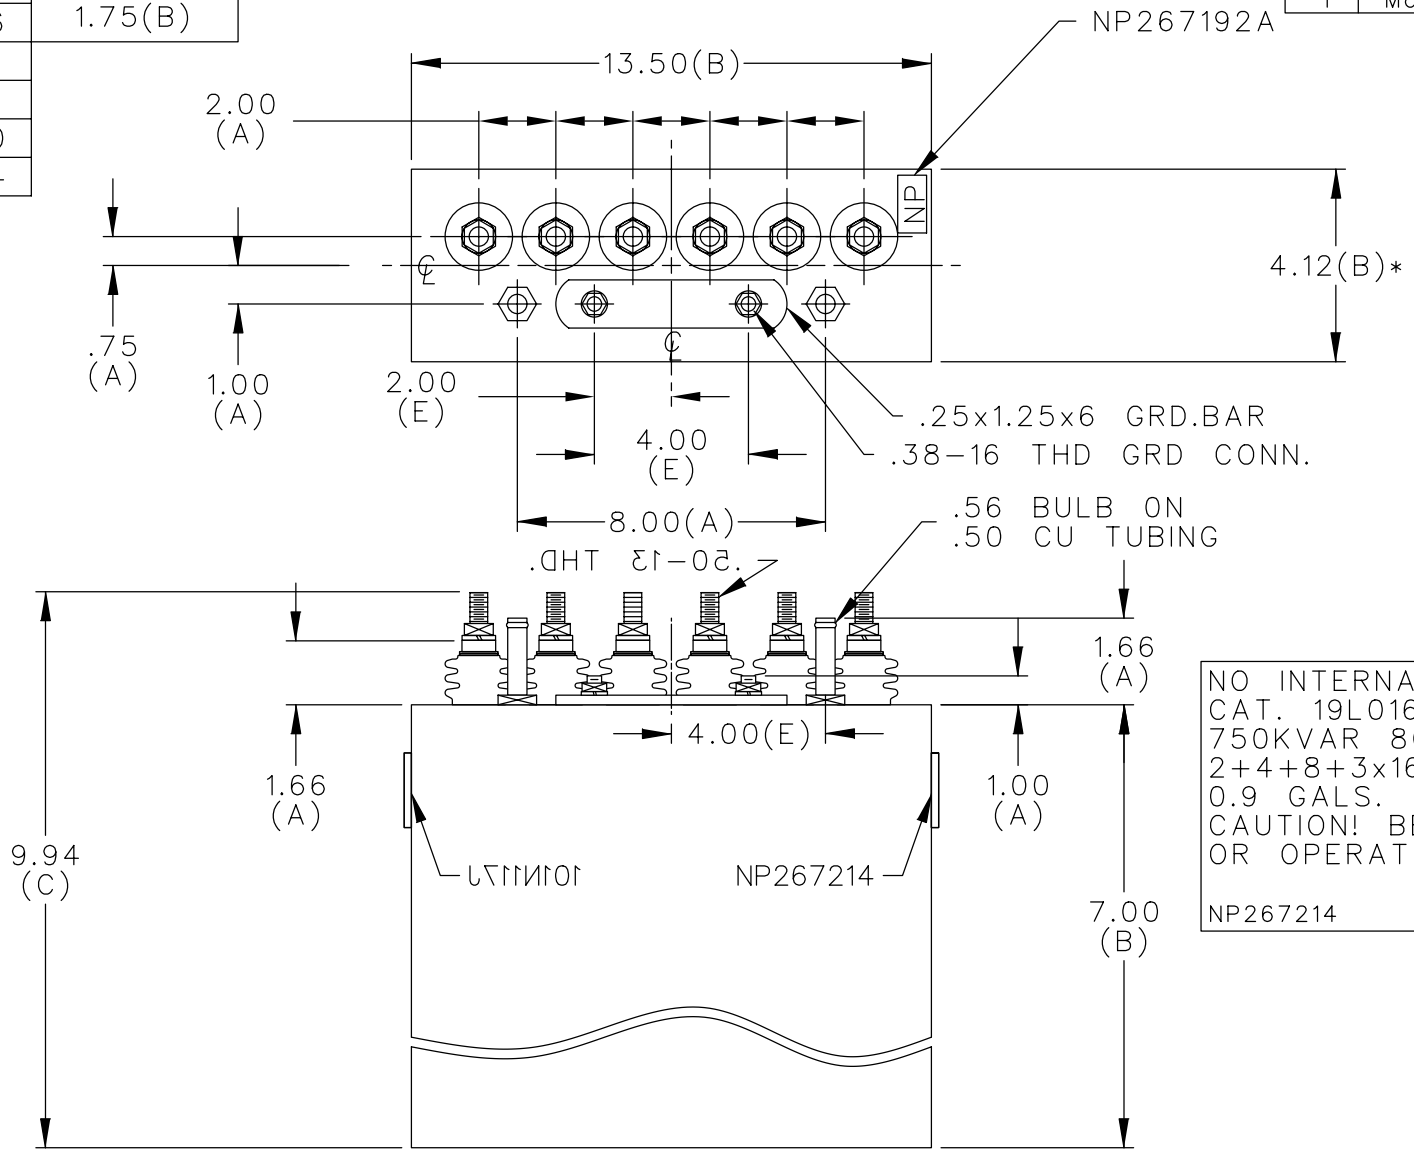 1.75(B)
NP267192A
13.50(B)
2.00
(A)
NP
4.12(B)*
.75
(A)
1.00
(A)
2.00
(E)
4.00
(E)
.25x1.25x6 GRD.BAR
.38-16 THD GRD CONN.
8.00(A)
.56 BULB ON
.50 CU TUBING
.50-13 THD.
1.66
(A)
4.00(E)
1.66
(A)
1.00
(A)
9.94
(C)
101N117J
NP267214
7.00
(B)
NO INTERNA
CAT. 19L016
750KVAR 8
2+4+8+3x16
0.9 GALS.
CAUTION! BE
OR OPERAT
NP267214